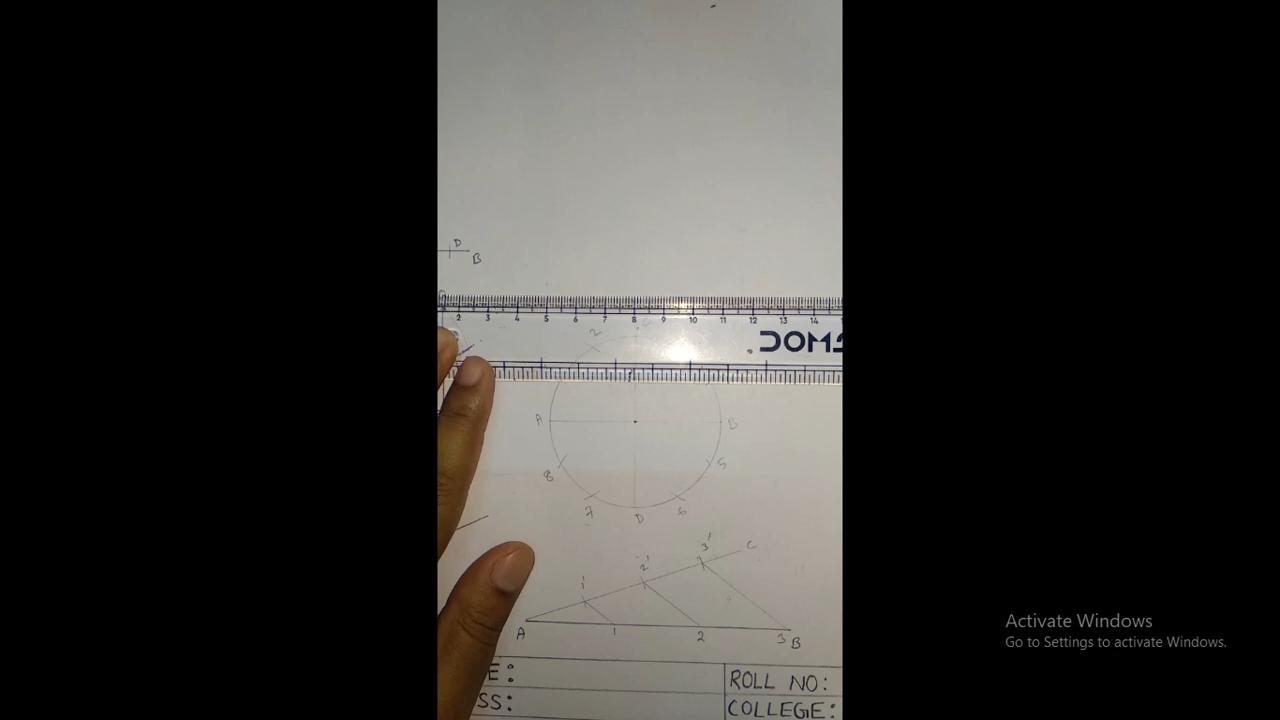 D
B
2 3 4 5 6 7 8 9 10 11 12 13 14
2
A
B
8
5
7
D
6
1' 2' 3' C
A 1 2 3 B
E:
ROLL NO:
SS:
COLLEGE:
Activate Windows
Go to Settings to activate Windows.